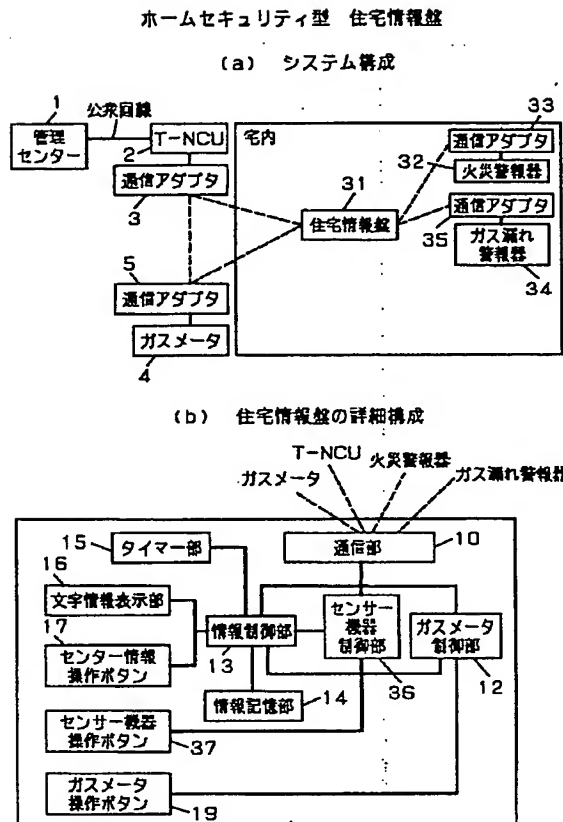 ホームセキュリティ型 住宅情報盤
(a) システム構成
1
公衆回線
管理
センター
T-NCU
2
通信アダプタ
3
5
通信アダプタ
ガスメータ
4
宅内
31
住宅情報盤
33
通信アダプタ
32
火災警報器
通信アダプタ
35
ガス漏れ
警報器
34
(b) 住宅情報盤の詳細構成
T-NCU
火災警報器
ガスメータ
ガス漏れ警報器
15
タイマー部
通信部
10
16
文字情報表示部
17
センター情報
操作ボタン
情報制御部
13
センサー
機器
制御部
36
ガスメータ
制御部
12
情報記憶部
14
センサー機器
操作ボタン
37
ガスメータ
操作ボタン
19